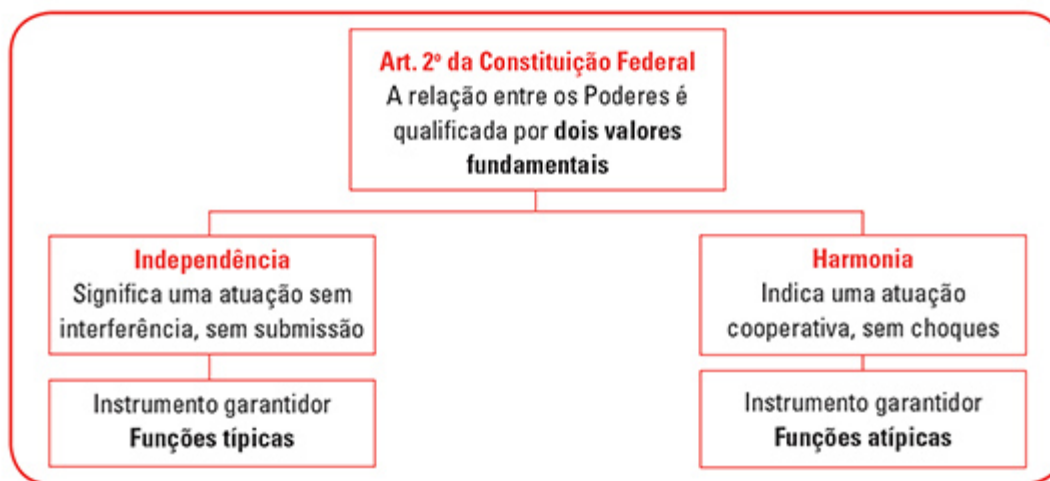 Art. 2º da Constituição Federal
A relação entre os Poderes é
qualificada por dois valores
fundamentais
Independência
Significa uma atuação sem
interferência, sem submissão
Instrumento garantidor
Funções típicas
Harmonia
Indica uma atuação
cooperativa, sem choques
Instrumento garantidor
Funções atípicas